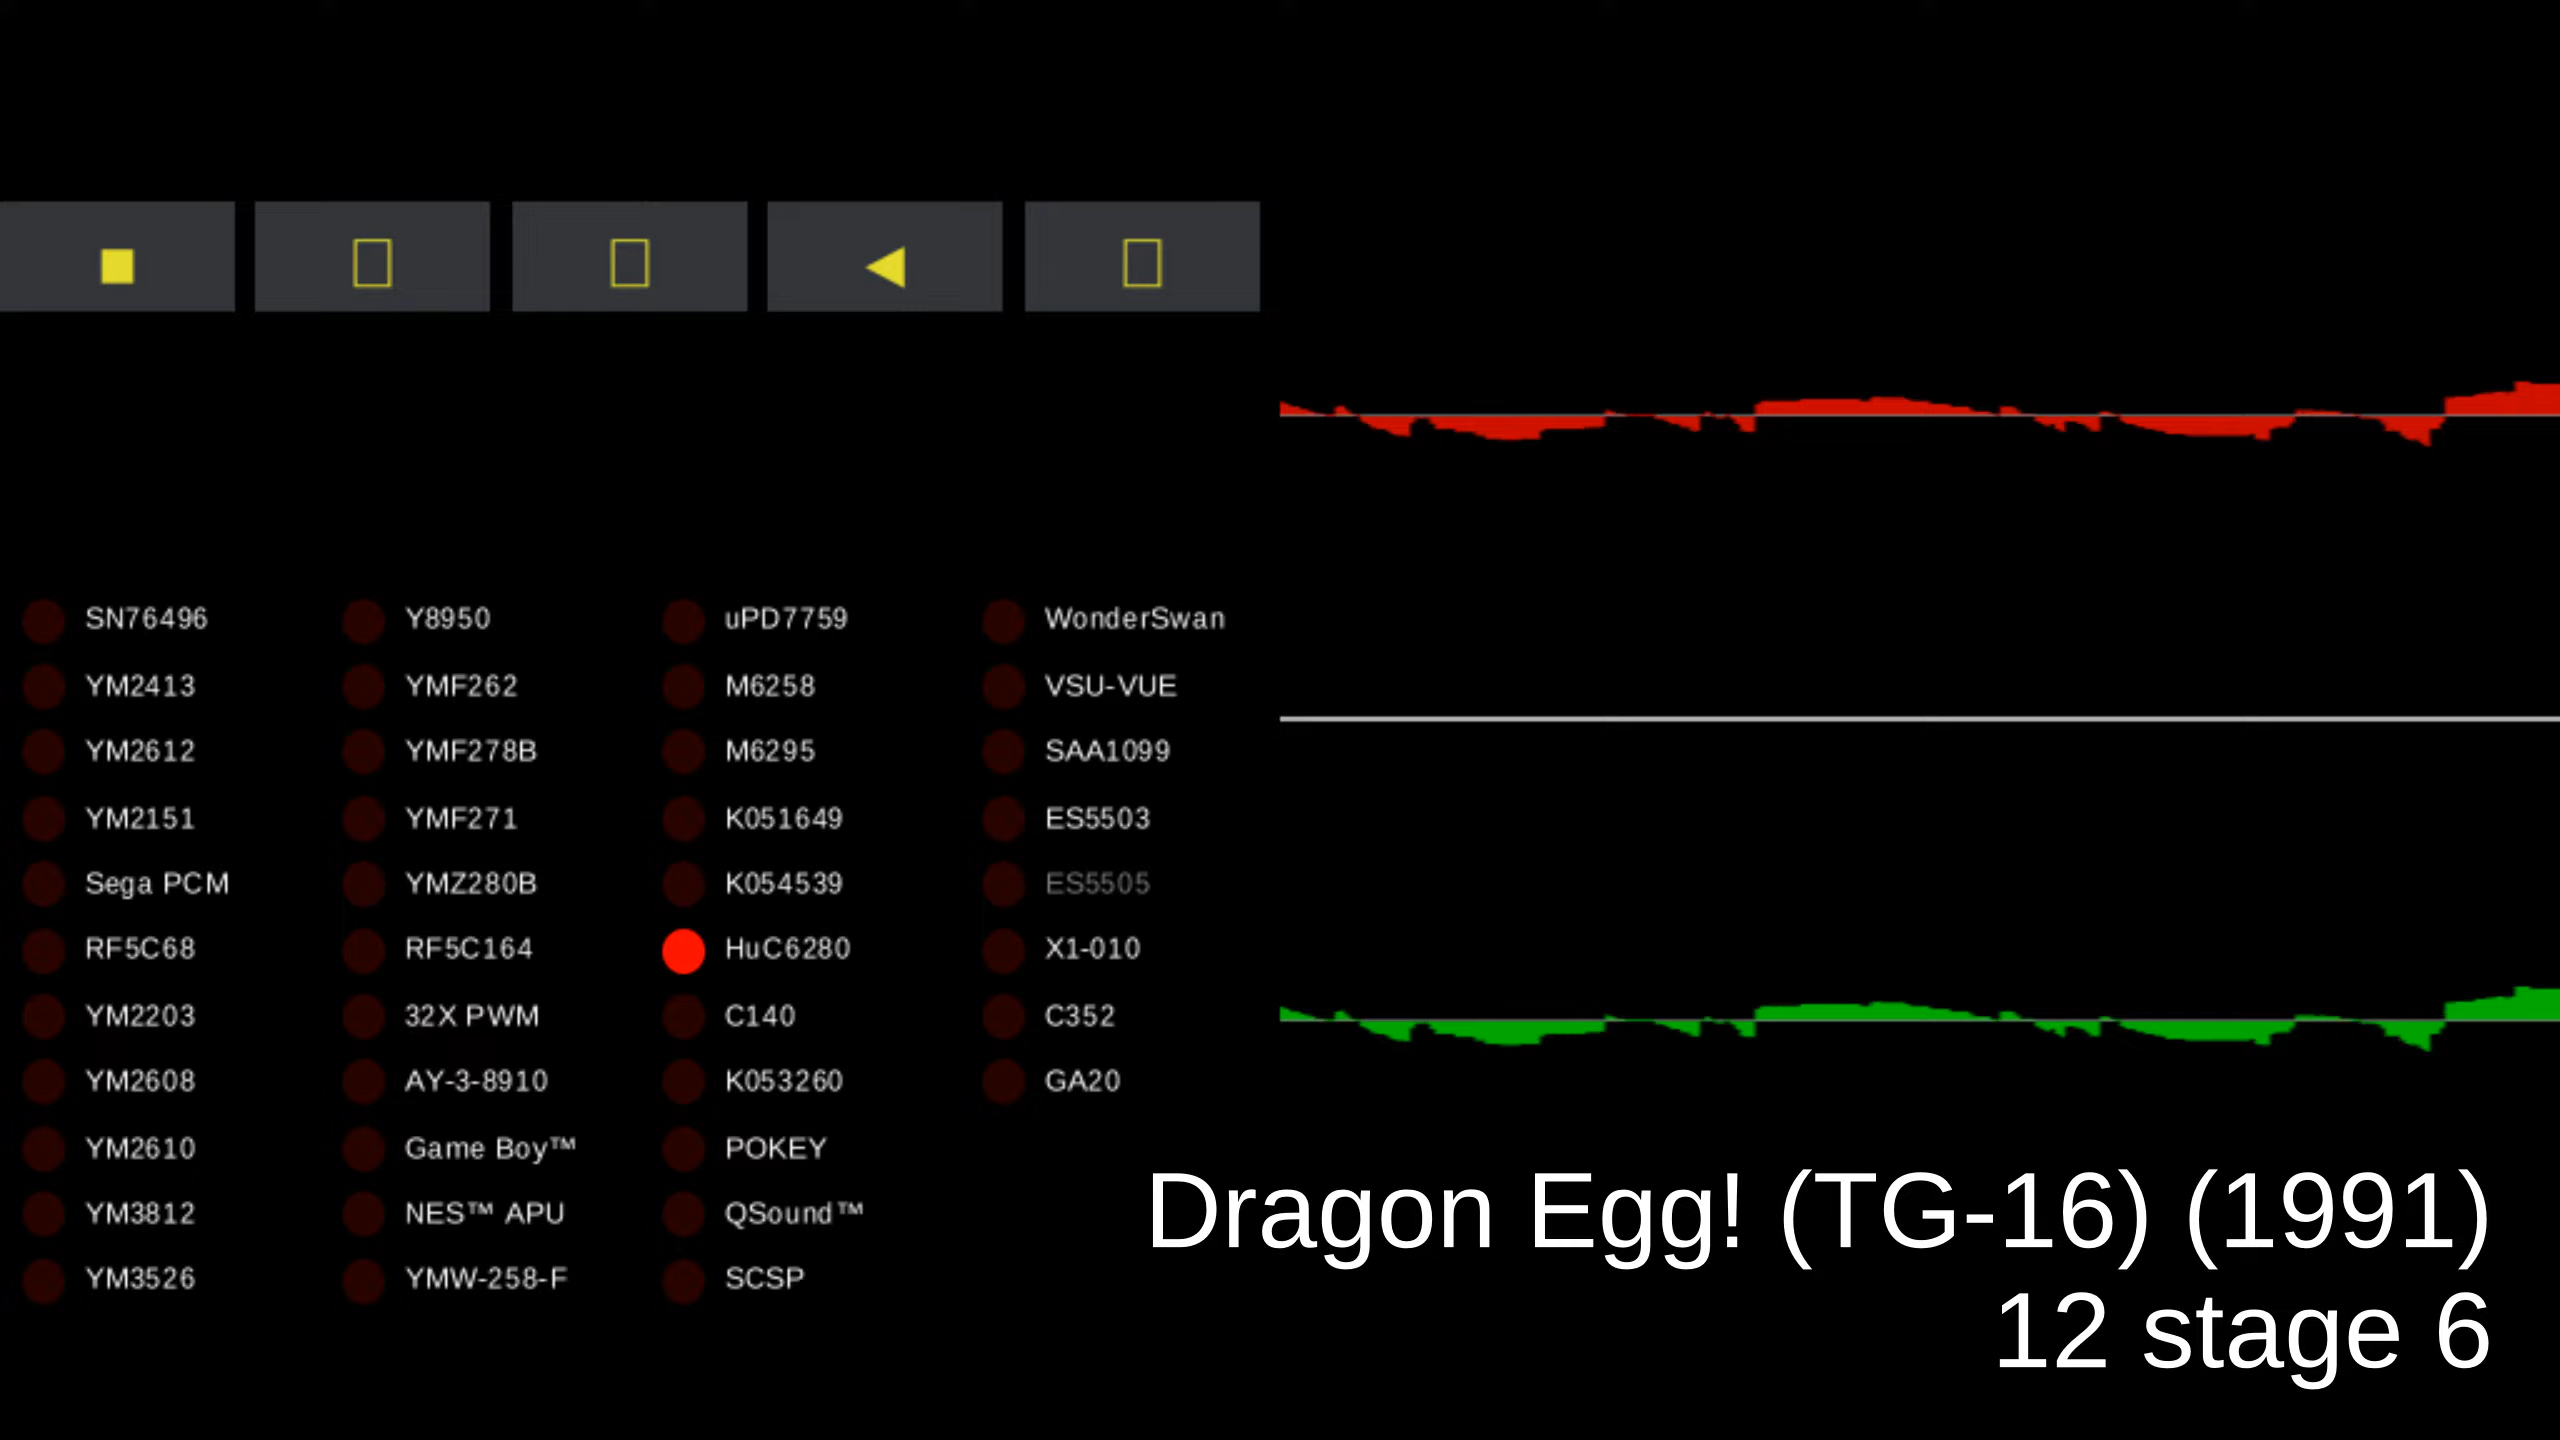 SN76496
YM2413
YM2612
YM2151
Sega PCM
RF5C68
YM2203
YM2608
YM2610
YM3812
YM3526
Y8950
YMF262
YMF278B
YMF271
YMZ280B
RF5C164
32X PWM
AY-3-8910
Game Boy™
NES™ APU
YMW-258-F
uPD7759
M6258
M6295
K051649
K054539
HuC6280
C140
K053260
POKEY
QSound™
SCSP
WonderSwan
VSU-VUE
SAA1099
ES5503
ES5505
X1-010
C352
GA20
Dragon Egg! (TG-16) (1991)
12 stage 6